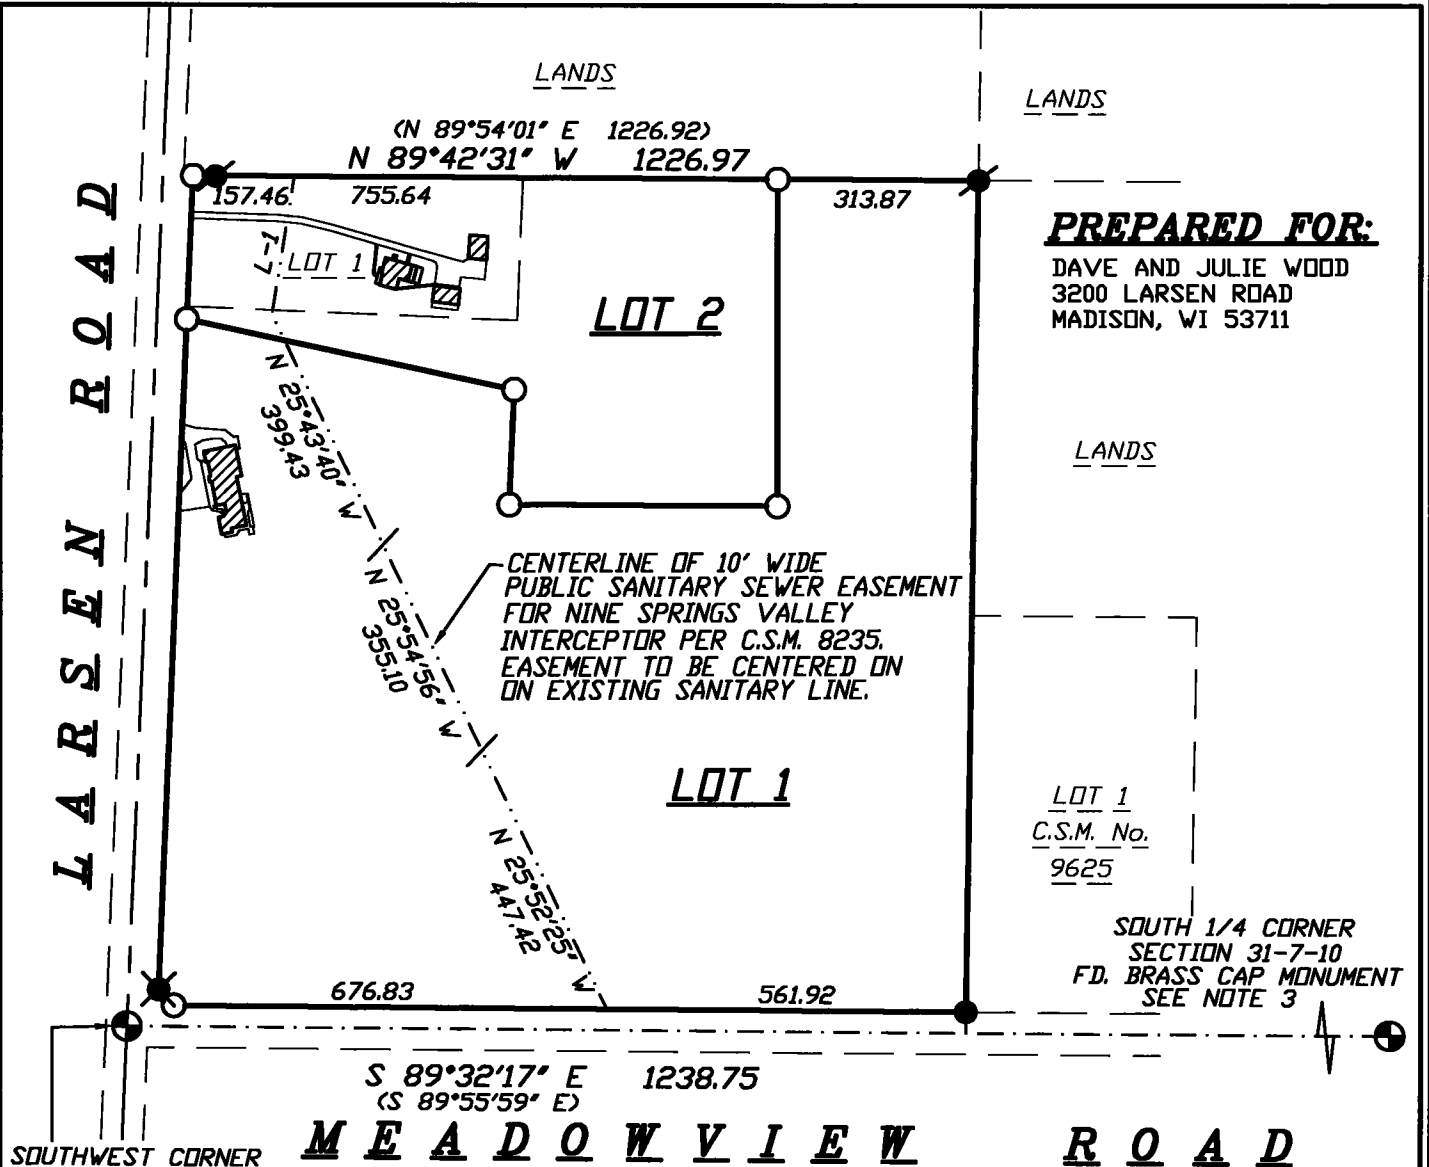 LANDS
LANDS
(N 89°54'01" E 1226.92)
N 89°42'31" W 1226.97
157.46
755.64
313.87
PREPARED FOR:
DAVE AND JULIE WOOD
3200 LARSEN ROAD
MADISON, WI 53711
L-1
LOT 1
LOT 2
LARSEN ROAD
N 25°43'40" W
399.43
LANDS
CENTERLINE OF 10' WIDE
PUBLIC SANITARY SEWER EASEMENT
FOR NINE SPRINGS VALLEY
INTERCEPTOR PER C.S.M. 8235.
EASEMENT TO BE CENTERED ON
ON EXISTING SANITARY LINE.
N 25°54'56" W
355.10
LOT 1
LOT 1
C.S.M. No.
9625
N 25°52'25" W
447.42
SOUTH 1/4 CORNER
SECTION 31-7-10
FD. BRASS CAP MONUMENT
SEE NOTE 3
676.83
561.92
S 89°32'17" E 1238.75
(S 89°55'59" E)
MEADOWVIEW ROAD
SOUTHWEST CORNER